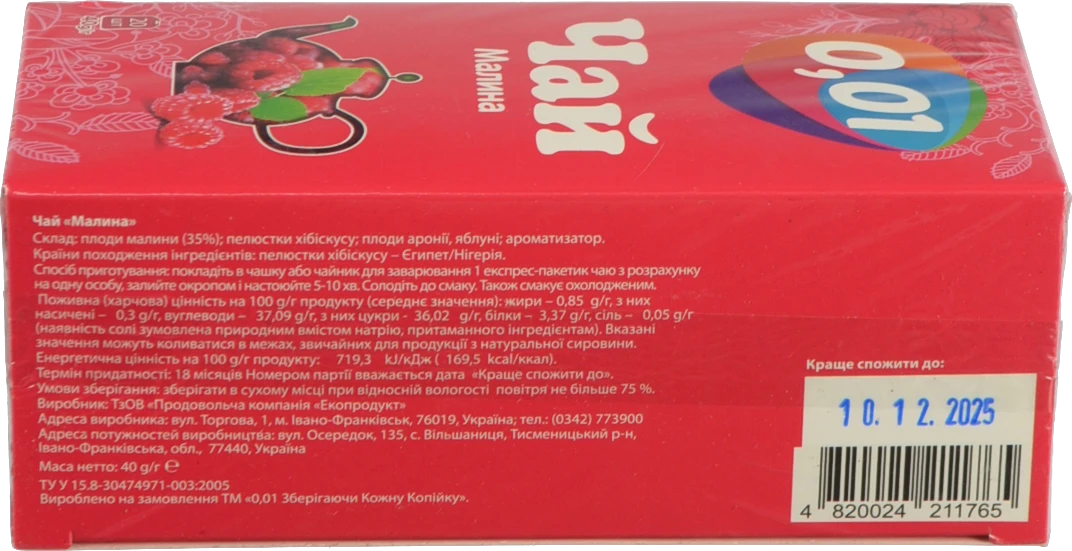 20
шт
Чай
Малина
0,01
Чай «Малина»
Склад: плоди малини (35%); пелюстки хібіскусу; плоди аронії, яблуні; ароматизатор.
Країни походження інгредієнтів: пелюстки хібіскусу – Єгипет/Нігерія.
Спосіб приготування: покладіть в чашку або чайник для заварювання 1 експрес-пакетик чаю з розрахунку
на одну особу, залийте окропом і настоюйте 5-10 хв. Солодіть до смаку. Також смакує охолодженим.
Поживна (харчова) цінність на 100 g/г продукту (середнє значення): жири – 0,85 g/г, з них
насичені – 0,3 g/г, вуглеводи – 37,09 g/г, з них цукри - 36,02 g/г, білки – 3,37 g/г, сіль – 0,05 g/г
(наявність солі зумовлена природним вмістом натрію, притаманного інгредієнтам). Вказані
значення можуть коливатися в межах, звичайних для продукції з натуральної сировини.
Енергетична цінність на 100 g/г продукту: 719,3 kJ/кДж ( 169,5 kcal/ккал).
Термін придатності: 18 місяців Номером партії вважається дата «Краще спожити до».
Умови зберігання: зберігати в сухому місці при відносній вологості повітря не більше 75 %.
Виробник: ТзОВ «Продовольча компанія «Екопродукт»
Адреса виробника: вул. Торгова, 1, м. Івано-Франківськ, 76019, Україна; тел.: (0342) 773900
Адреса потужностей виробництва: вул. Осередок, 135, с. Вільшаниця, Тисменицький р-н,
Івано-Франківська, обл., 77440, Україна
Маса нетто: 40 g/г ℮
ТУ У 15.8-30474971-003:2005
Вироблено на замовлення ТМ «0,01 Зберігаючи Кожну Копійку».
Краще спожити до:
10.12.2025
4 820024 211765